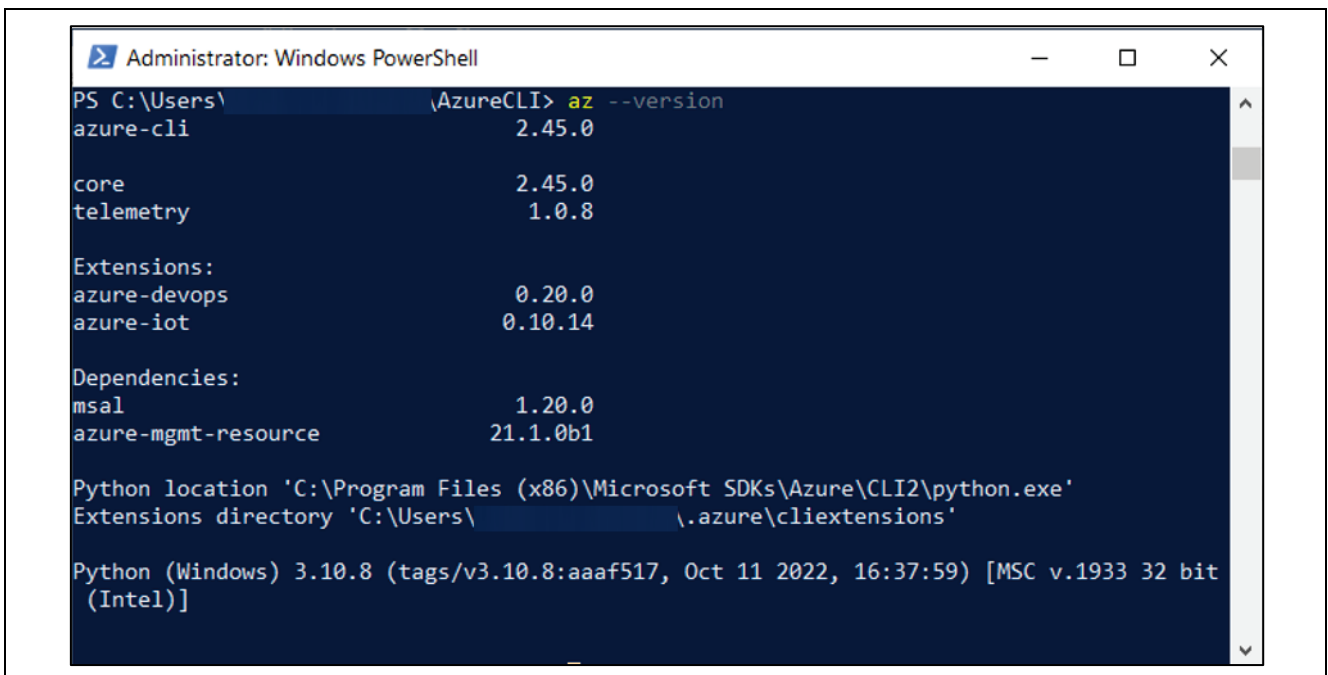 Administrator: Windows PowerShell
PS C:\Users\ \AzureCLI> az --version
azure-cli 2.45.0
core 2.45.0
telemetry 1.0.8
Extensions:
azure-devops 0.20.0
azure-iot 0.10.14
Dependencies:
msal 1.20.0
azure-mgmt-resource 21.1.0b1
Python location 'C:\Program Files (x86)\Microsoft SDKs\Azure\CLI2\python.exe'
Extensions directory 'C:\Users\ \.azure\cliextensions'
Python (Windows) 3.10.8 (tags/v3.10.8:aaaf517, Oct 11 2022, 16:37:59) [MSC v.1933 32 bit
(Intel)]